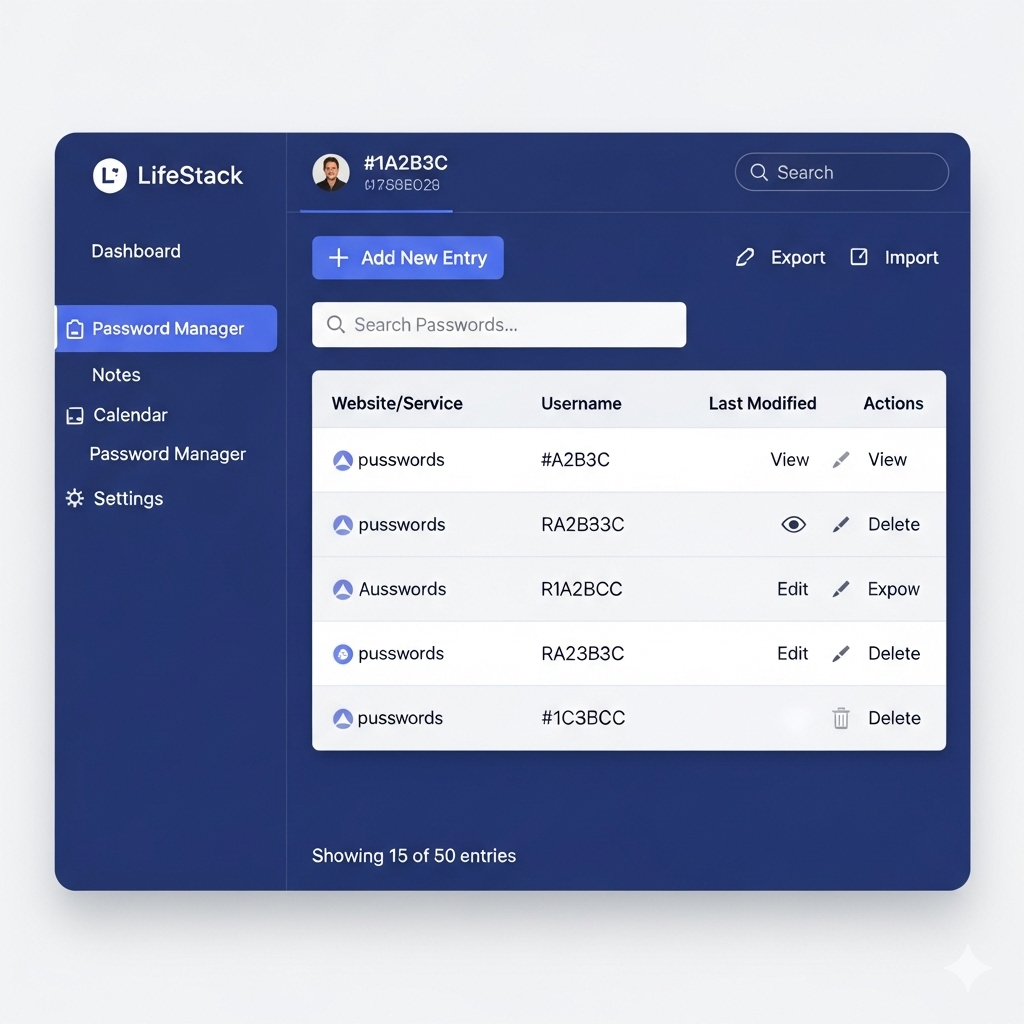 LifeStack
Dashboard
Password Manager
Notes
Calendar
Password Manager
Settings
#1A2B3C
Search
Add New Entry
Export
Import
Search Passwords...
Website/Service Username Last Modified Actions
pusswords #A2B3C View View
pusswords RA2B33C Delete
Ausswords R1A2BCC Edit Expow
pusswords RA23B3C Edit Delete
pusswords #1C3BCC Delete
Showing 15 of 50 entries